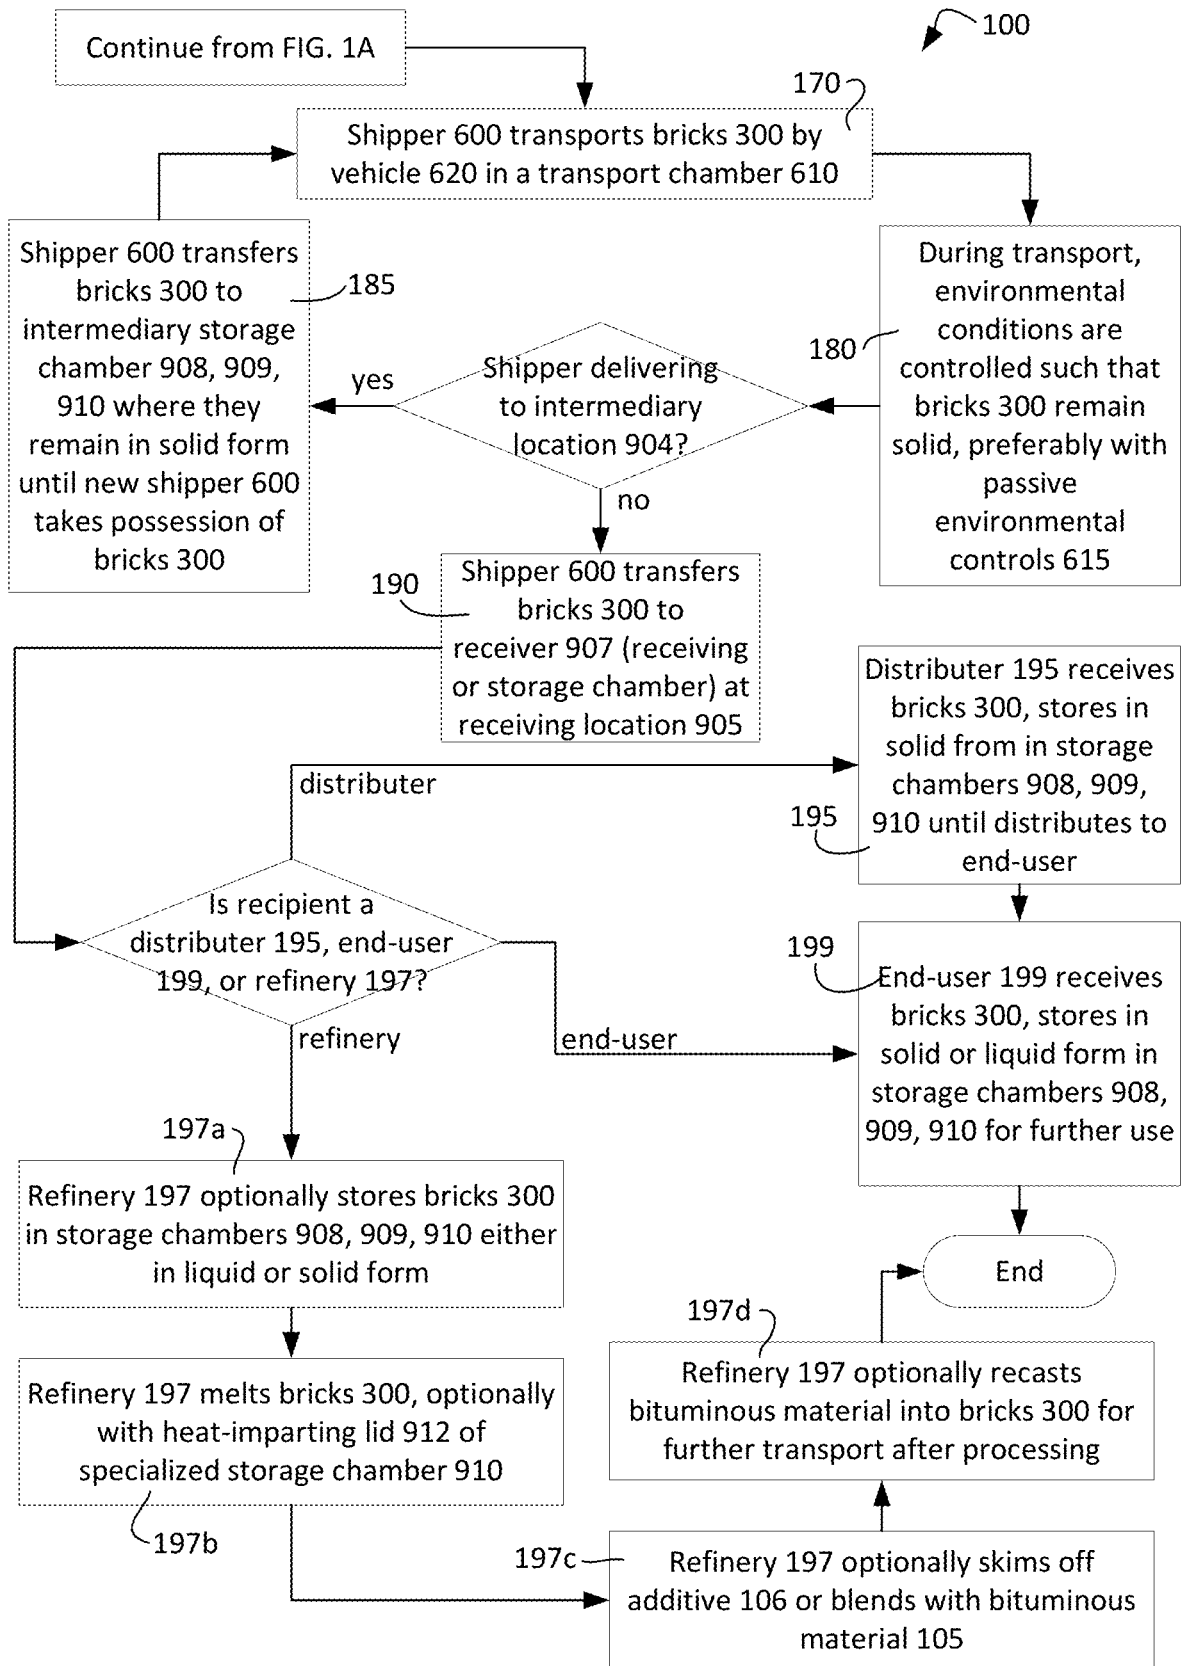 Continue from FIG. 1A
100
170
Shipper 600 transports bricks 300 by
vehicle 620 in a transport chamber 610
Shipper 600 transfers
bricks 300 to
intermediary storage
chamber 908, 909,
910 where they
remain in solid form
until new shipper 600
takes possession of
bricks 300
185
yes
Shipper delivering
to intermediary
location 904?
no
180
During transport,
environmental
conditions are
controlled such that
bricks 300 remain
solid, preferably with
passive
environmental
controls 615
190
Shipper 600 transfers
bricks 300 to
receiver 907 (receiving
or storage chamber) at
receiving location 905
distributer
Distributer 195 receives
bricks 300, stores in
solid from in storage
chambers 908, 909,
910 until distributes to
end-user
195
Is recipient a
distributer 195, end-user
199, or refinery 197?
refinery
end-user
199
End-user 199 receives
bricks 300, stores in
solid or liquid form in
storage chambers 908,
909, 910 for further use
End
197a
Refinery 197 optionally stores bricks 300
in storage chambers 908, 909, 910 either
in liquid or solid form
Refinery 197 melts bricks 300, optionally
with heat-imparting lid 912 of
specialized storage chamber 910
197b
197c
Refinery 197 optionally skims off
additive 106 or blends with bituminous
material 105
197d
Refinery 197 optionally recasts
bituminous material into bricks 300 for
further transport after processing